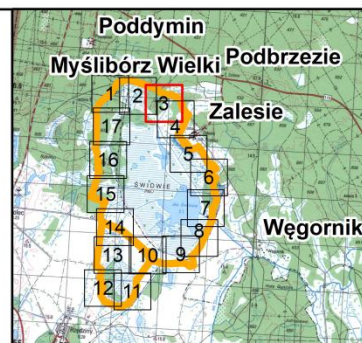 Poddymin
Myślibórz Wielki
Podbrzezie
1 2 3
Zalesie
17 4
16 5
ŚWIDWIE
6
15 7
14 8
Węgornik
13 10 9
12 11